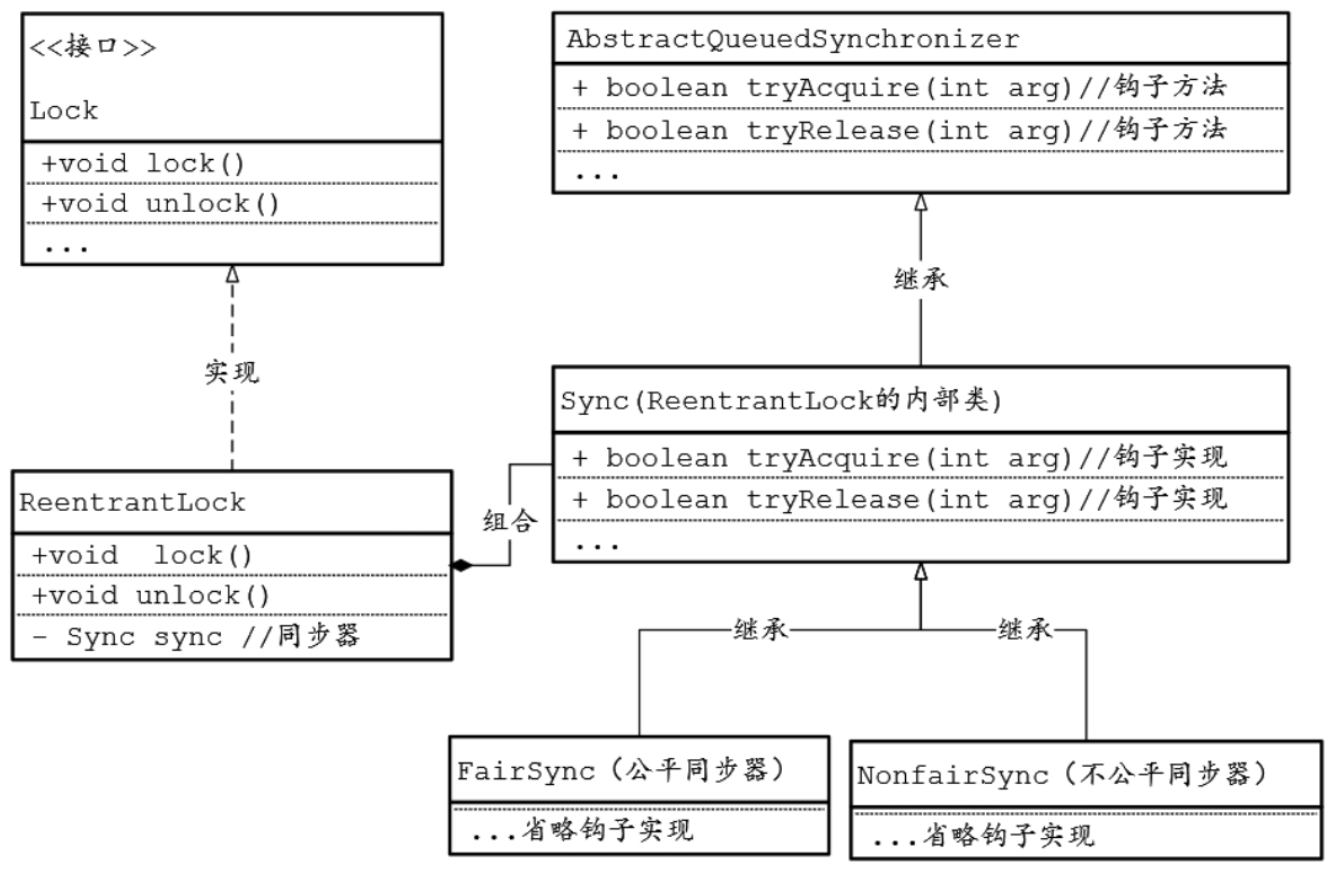 <<接口>>
Lock
+void lock()
+void unlock()
...
AbstractQueuedSynchronizer
+ boolean tryAcquire(int arg)//钩子方法
+ boolean tryRelease(int arg)//钩子方法
...
实现
继承
ReentrantLock
+void  lock()
+void unlock()
- Sync sync //同步器
组合
Sync(ReentrantLock的内部类)
+ boolean tryAcquire(int arg)//钩子实现
+ boolean tryRelease(int arg)//钩子实现
...
继承
继承
FairSync（公平同步器）
...省略钩子实现
NonfairSync（不公平同步器）
...省略钩子实现